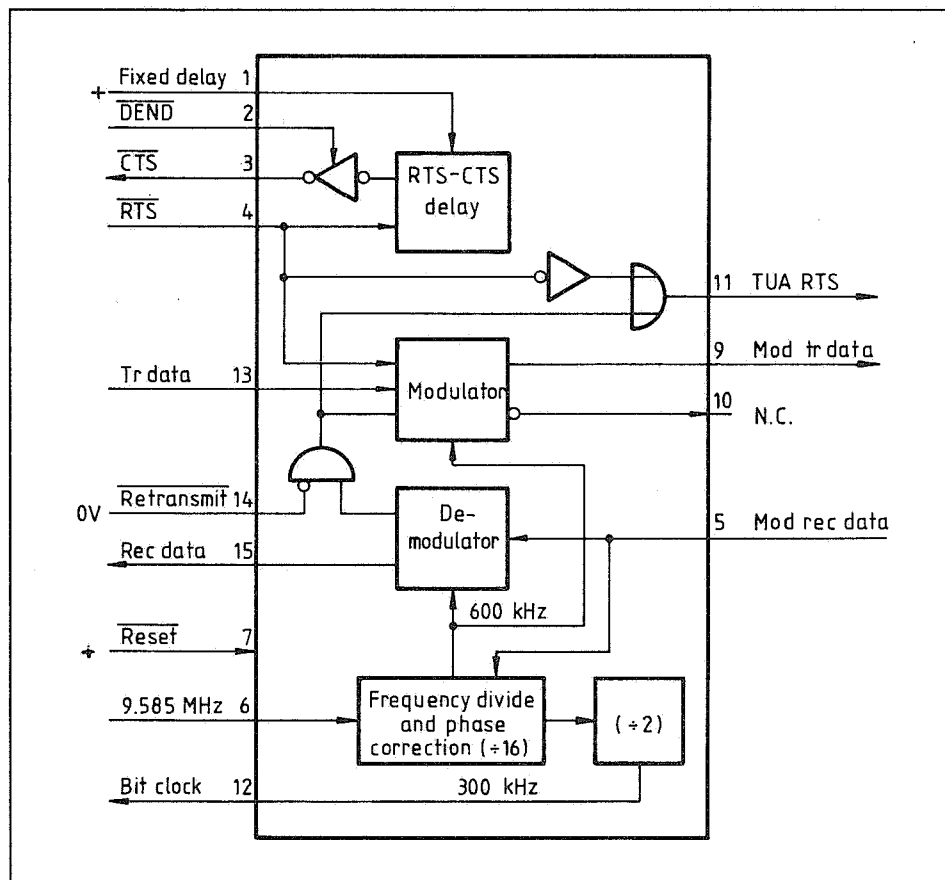 Fixed delay 1
+
DEND 2
CTS 3
RTS 4
RTS-CTS
delay
11 TUA RTS
9 Mod tr data
Tr data 13
Modulator
10 N.C.
Retransmit 14
0V
De-
modulator
5 Mod rec data
Rec data 15
600 kHz
Reset 7
+
9.585 MHz 6
Frequency divide
and phase
correction (÷16)
(÷2)
Bit clock 12
300 kHz